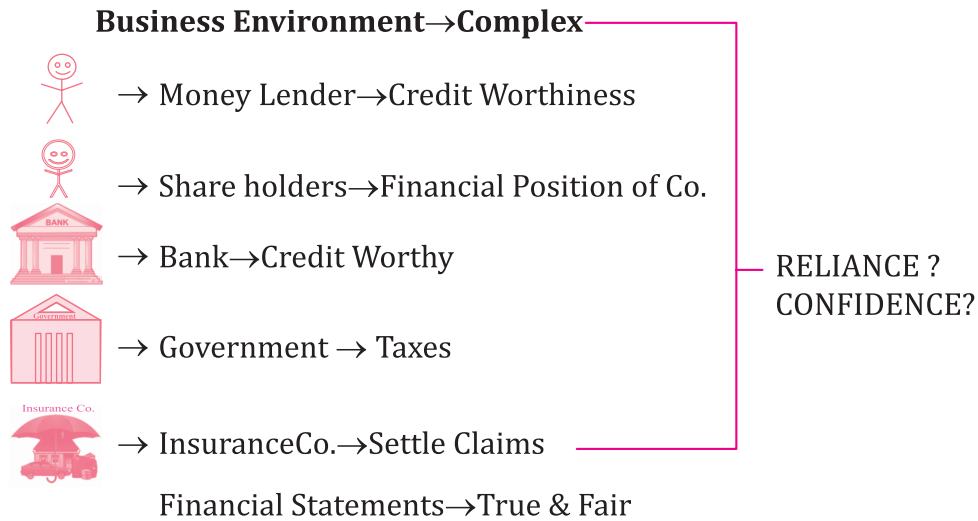 Business Environment→Complex
→ Money Lender→Credit Worthiness
→ Share holders→Financial Position of Co.
BANK
→ Bank→Credit Worthy
RELIANCE ?
CONFIDENCE?
Government
→ Government → Taxes
Insurance Co.
→ InsuranceCo.→Settle Claims
Financial Statements→True & Fair